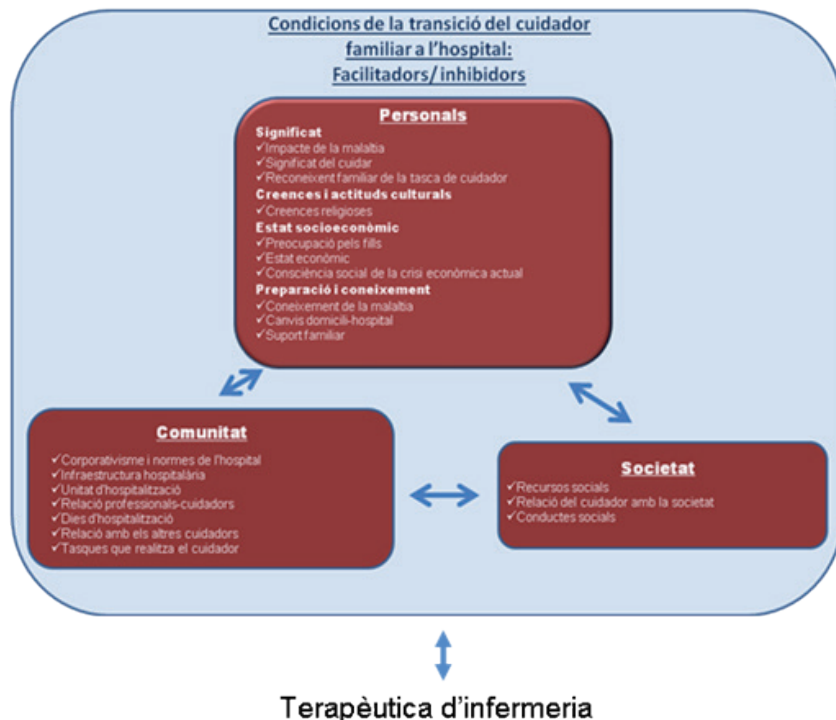 Condicions de la transició del cuidador
familiar a l'hospital:
Facilitadors/ inhibidors
Personals
Significat
✓Impacte de la malaltia
✓Significat del cuidar
✓Reconeixent familiar de la tasca de cuidador
Creences i actituds culturals
✓Creences religioses
Estat socioeconòmic
✓Preocupació pels fills
✓Estat econòmic
✓Consciència social de la crisi econòmica actual
Preparació i coneixement
✓Coneixement de la malaltia
✓Canvis domicili-hospital
✓Suport familiar
Comunitat
✓Corporativisme i normes de l'hospital
✓Infraestructura hospitalària
✓Unitat d'hospitalització
✓Relació professionals-cuidadors
✓Dies d'hospitalització
✓Relació amb els altres cuidadors
✓Tasques que realitza el cuidador
Societat
✓Recursos socials
✓Relació del cuidador amb la societat
✓Conductes socials
Terapèutica d'infermeria